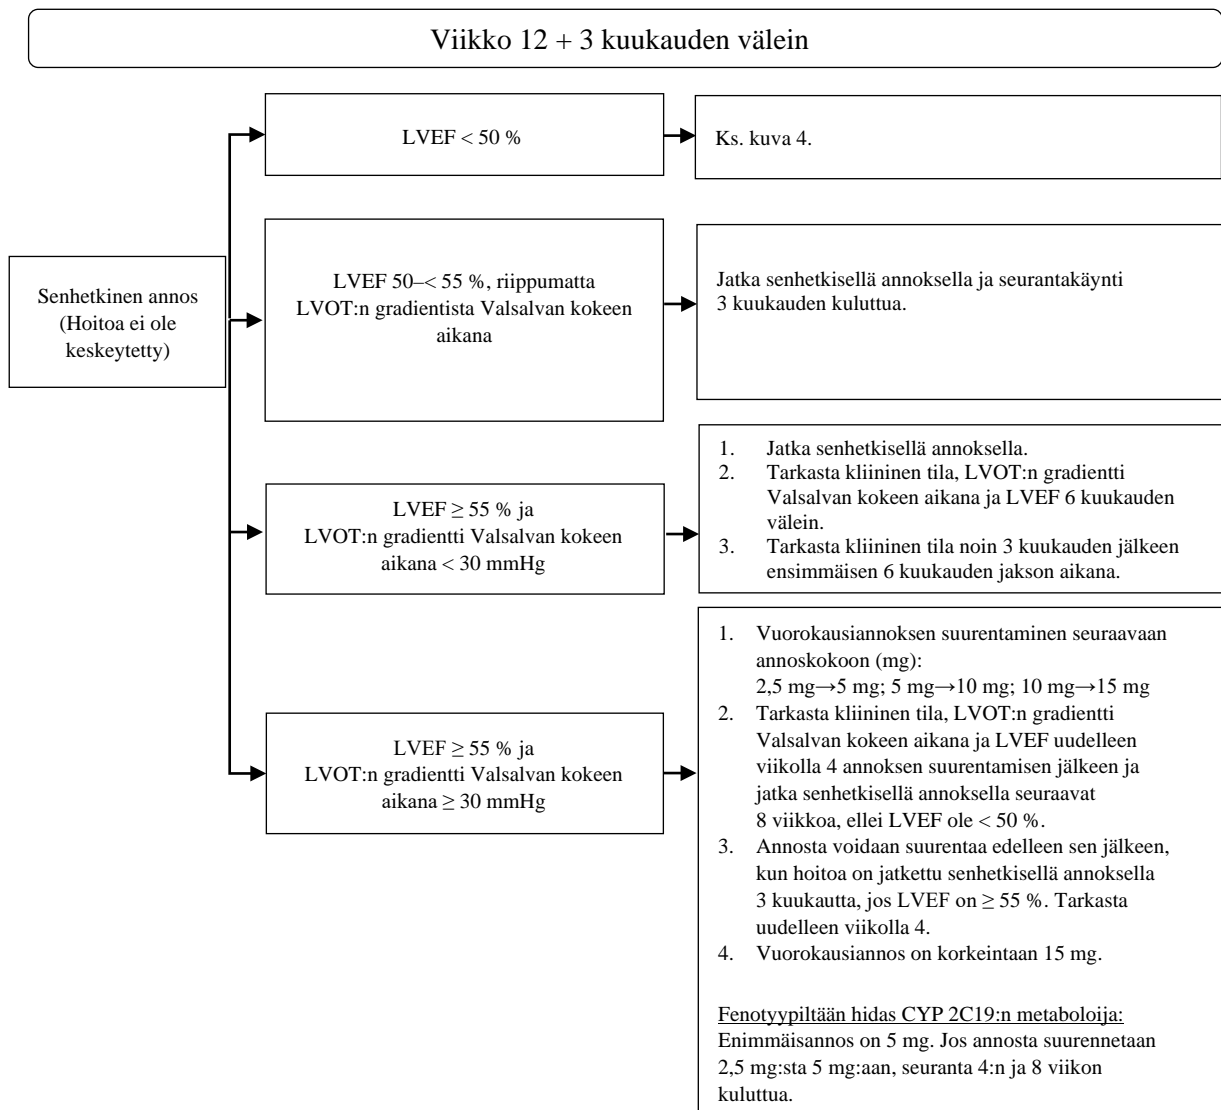 Viikko 12 + 3 kuukauden välein
Senhetkinen annos
(Hoitoa ei ole
keskeytetty)
LVEF < 50 %
Ks. kuva 4.
LVEF 50–< 55 %, riippumatta
LVOT:n gradientista Valsalvan kokeen
aikana
Jatka senhetkisellä annoksella ja seurantakäynti
3 kuukauden kuluttua.
LVEF ≥ 55 % ja
LVOT:n gradientti Valsalvan kokeen
aikana < 30 mmHg
1. Jatka senhetkisellä annoksella.
2. Tarkasta kliininen tila, LVOT:n gradientti
Valsalvan kokeen aikana ja LVEF 6 kuukauden
välein.
3. Tarkasta kliininen tila noin 3 kuukauden jälkeen
ensimmäisen 6 kuukauden jakson aikana.
LVEF ≥ 55 % ja
LVOT:n gradientti Valsalvan kokeen
aikana ≥ 30 mmHg
1. Vuorokausiannoksen suurentaminen seuraavaan
annoskokoon (mg):
2,5 mg→5 mg; 5 mg→10 mg; 10 mg→15 mg
2. Tarkasta kliininen tila, LVOT:n gradientti
Valsalvan kokeen aikana ja LVEF uudelleen
viikolla 4 annoksen suurentamisen jälkeen ja
jatka senhetkisellä annoksella seuraavat
8 viikkoa, ellei LVEF ole < 50 %.
3. Annosta voidaan suurentaa edelleen sen jälkeen,
kun hoitoa on jatkettu senhetkisellä annoksella
3 kuukautta, jos LVEF on ≥ 55 %. Tarkasta
uudelleen viikolla 4.
4. Vuorokausiannos on korkeintaan 15 mg.
Fenotyypiltään hidas CYP 2C19:n metaboloija:
Enimmäisannos on 5 mg. Jos annosta suurennetaan
2,5 mg:sta 5 mg:aan, seuranta 4:n ja 8 viikon
kuluttua.